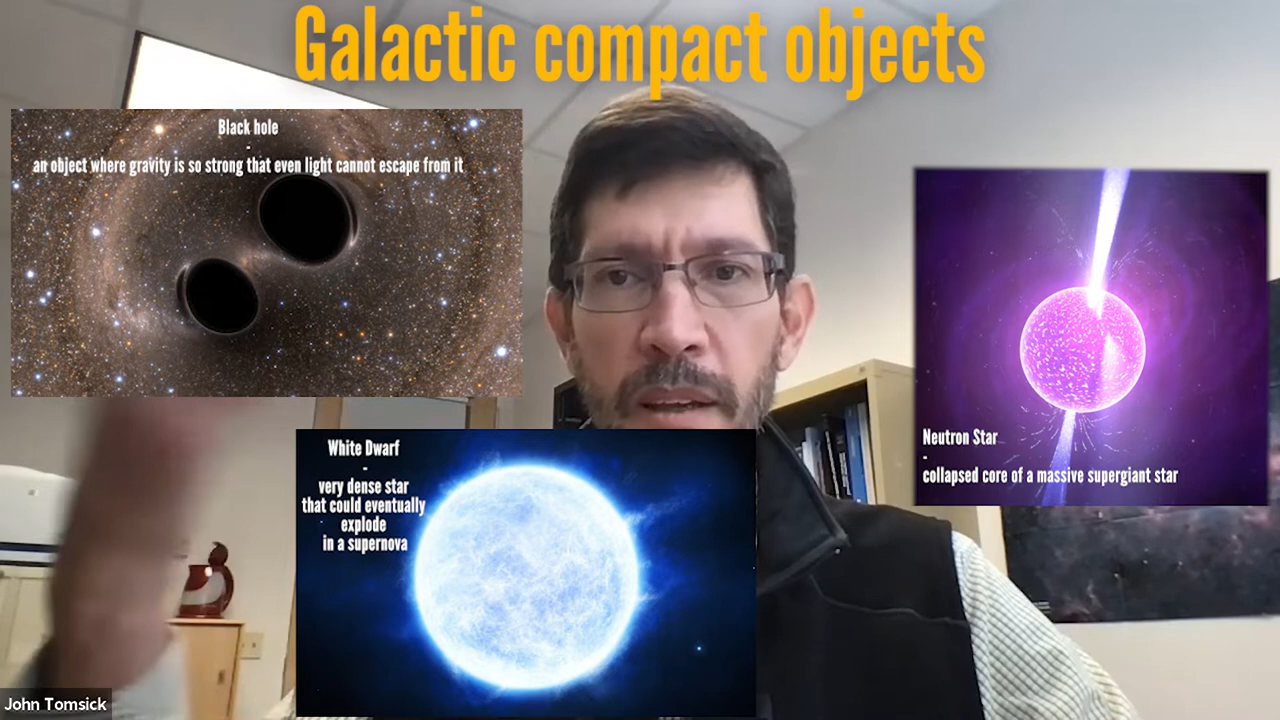 Galactic compact objects
Black hole
-
an object where gravity is so strong that even light cannot escape from it
White Dwarf
-
very dense star
that could eventually
explode
in a supernova
Neutron Star
-
collapsed core of a massive supergiant star
John Tomsick